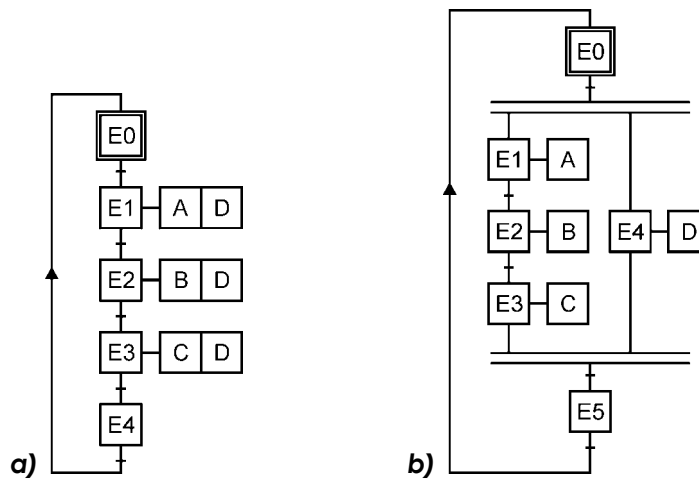 E0
E1 A D
E2 B D
E3 C D
E4
a)
E0
E1 A
E2 B E4 D
E3 C
E5
b)